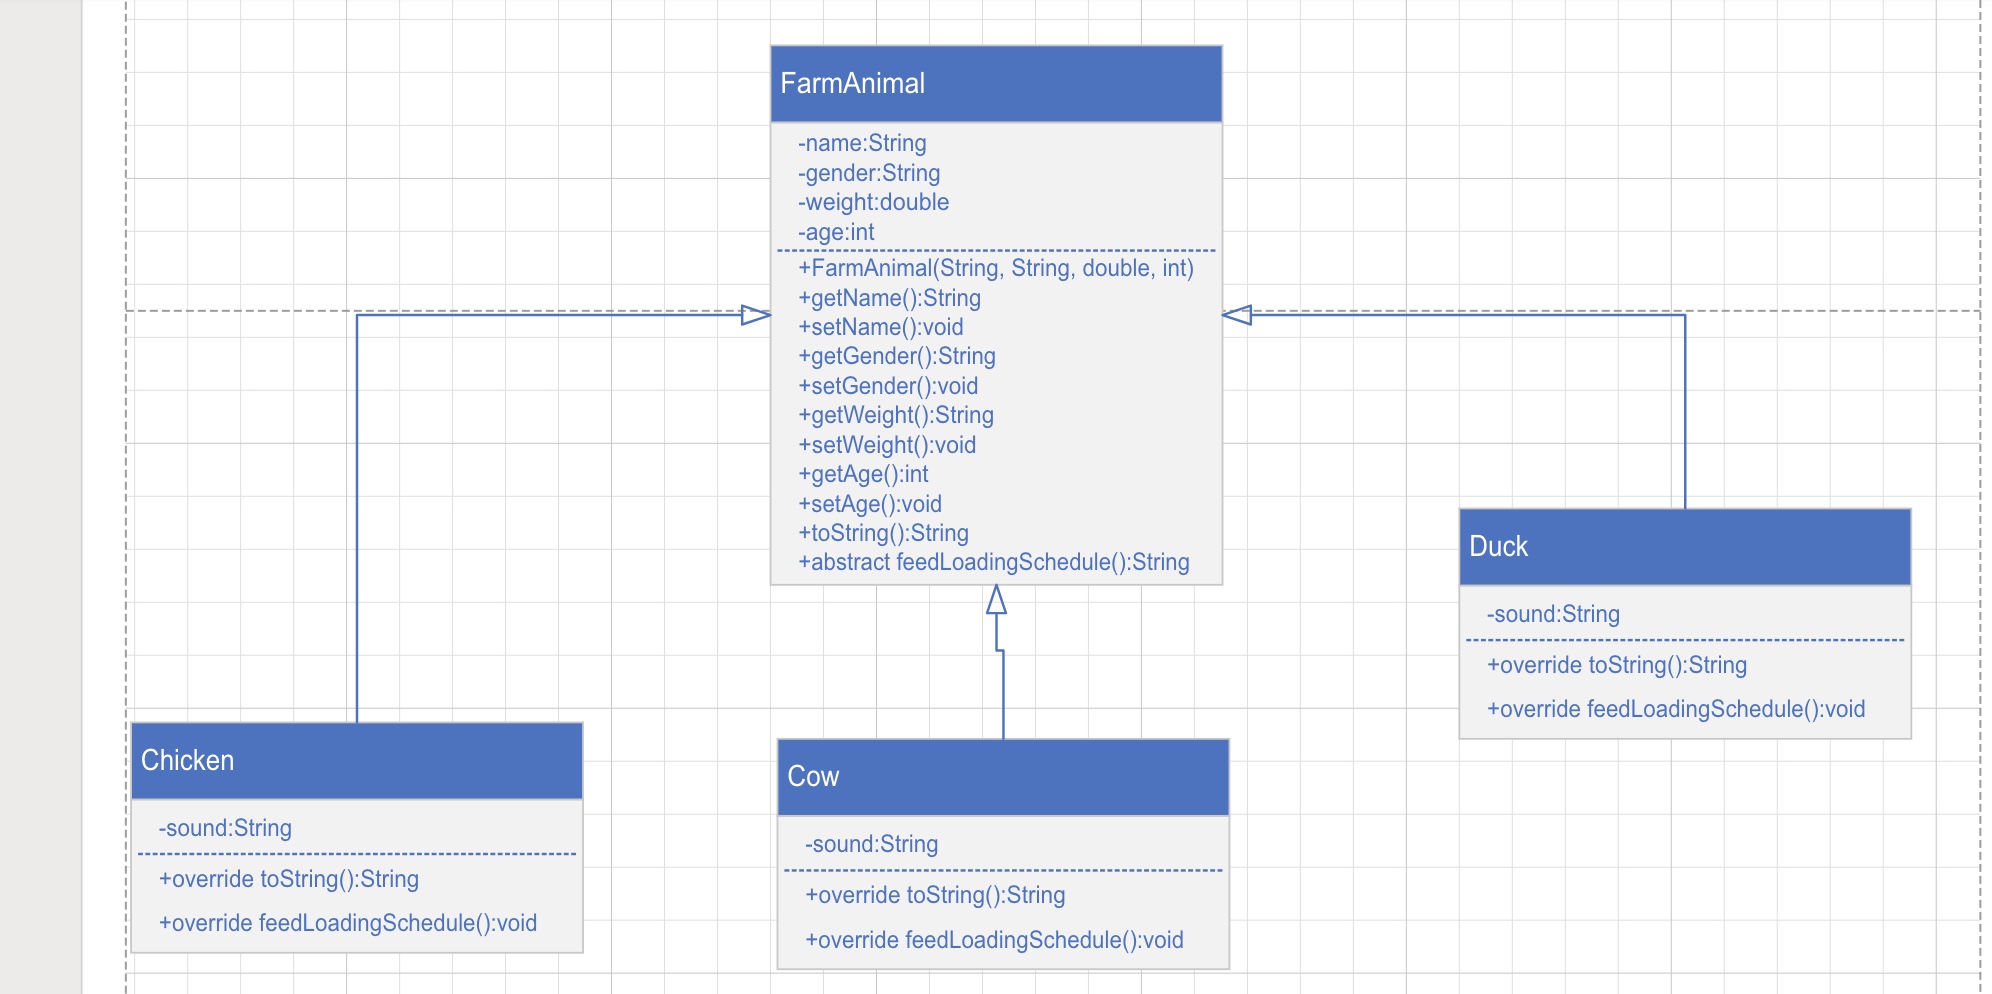 FarmAnimal
-name:String
-gender:String
-weight:double
-age:int
+FarmAnimal(String, String, double, int)
+getName():String
+setName():void
+getGender():String
+setGender():void
+getWeight():String
+setWeight():void
+getAge():int
+setAge():void
+toString():String
+abstract feedLoadingSchedule():String
Duck
-sound:String
+override toString():String
+override feedLoadingSchedule():void
Chicken
-sound:String
+override toString():String
+override feedLoadingSchedule():void
Cow
-sound:String
+override toString():String
+override feedLoadingSchedule():void